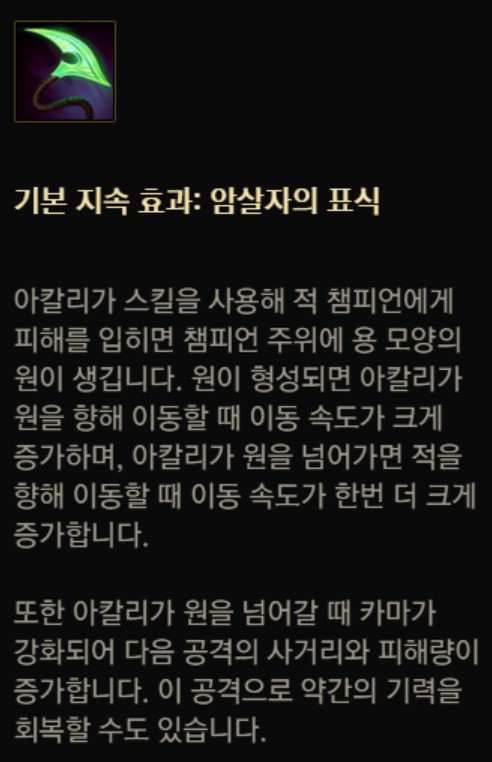 기본 지속 효과: 암살자의 표식
아칼리가 스킬을 사용해 적 챔피언에게
피해를 입히면 챔피언 주위에 용 모양의
원이 생깁니다. 원이 형성되면 아칼리가
원을 향해 이동할 때 이동 속도가 크게
증가하며, 아칼리가 원을 넘어가면 적을
향해 이동할 때 이동 속도가 한번 더 크게
증가합니다.
또한 아칼리가 원을 넘어갈 때 카마가
강화되어 다음 공격의 사거리와 피해량이
증가합니다. 이 공격으로 약간의 기력을
회복할 수도 있습니다.